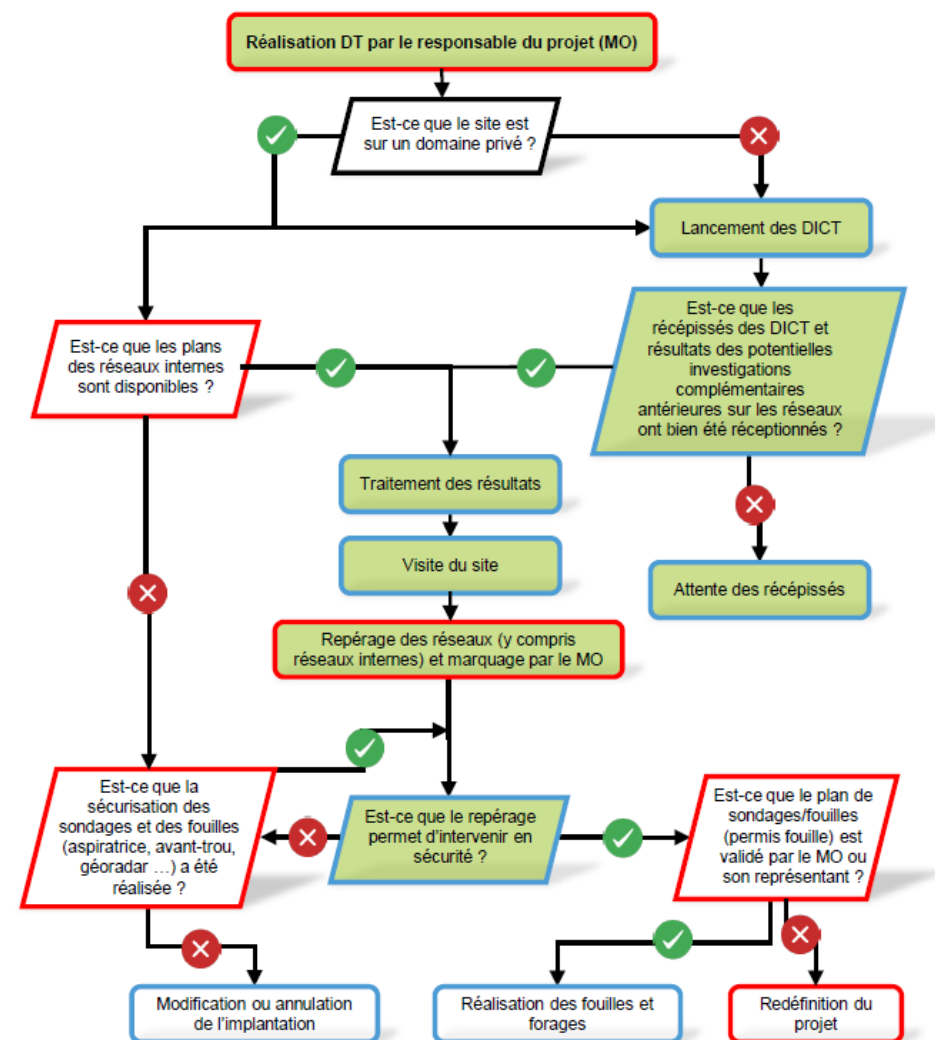 Réalisation DT par le responsable du projet (MO)
Est-ce que le site est
sur un domaine privé ?
Lancement des DICT
Est-ce que les
récépissés des DICT et
résultats des potentielles
investigations
complémentaires
antérieures sur les réseaux
ont bien été réceptionnés ?
Est-ce que les plans
des réseaux internes
sont disponibles ?
Traitement des résultats
Visite du site
Attente des récépissés
Repérage des réseaux (y compris
réseaux internes) et marquage par le MO
Est-ce que la
sécurisation des
sondages et des fouilles
(aspiratrice, avant-trou,
géoradar …) a été
réalisée ?
Est-ce que le repérage
permet d’intervenir en
sécurité ?
Est-ce que le plan de
sondages/fouilles
(permis fouille) est
validé par le MO ou
son représentant ?
Modification ou annulation
de l’implantation
Réalisation des fouilles et
forages
Redéfinition du
projet